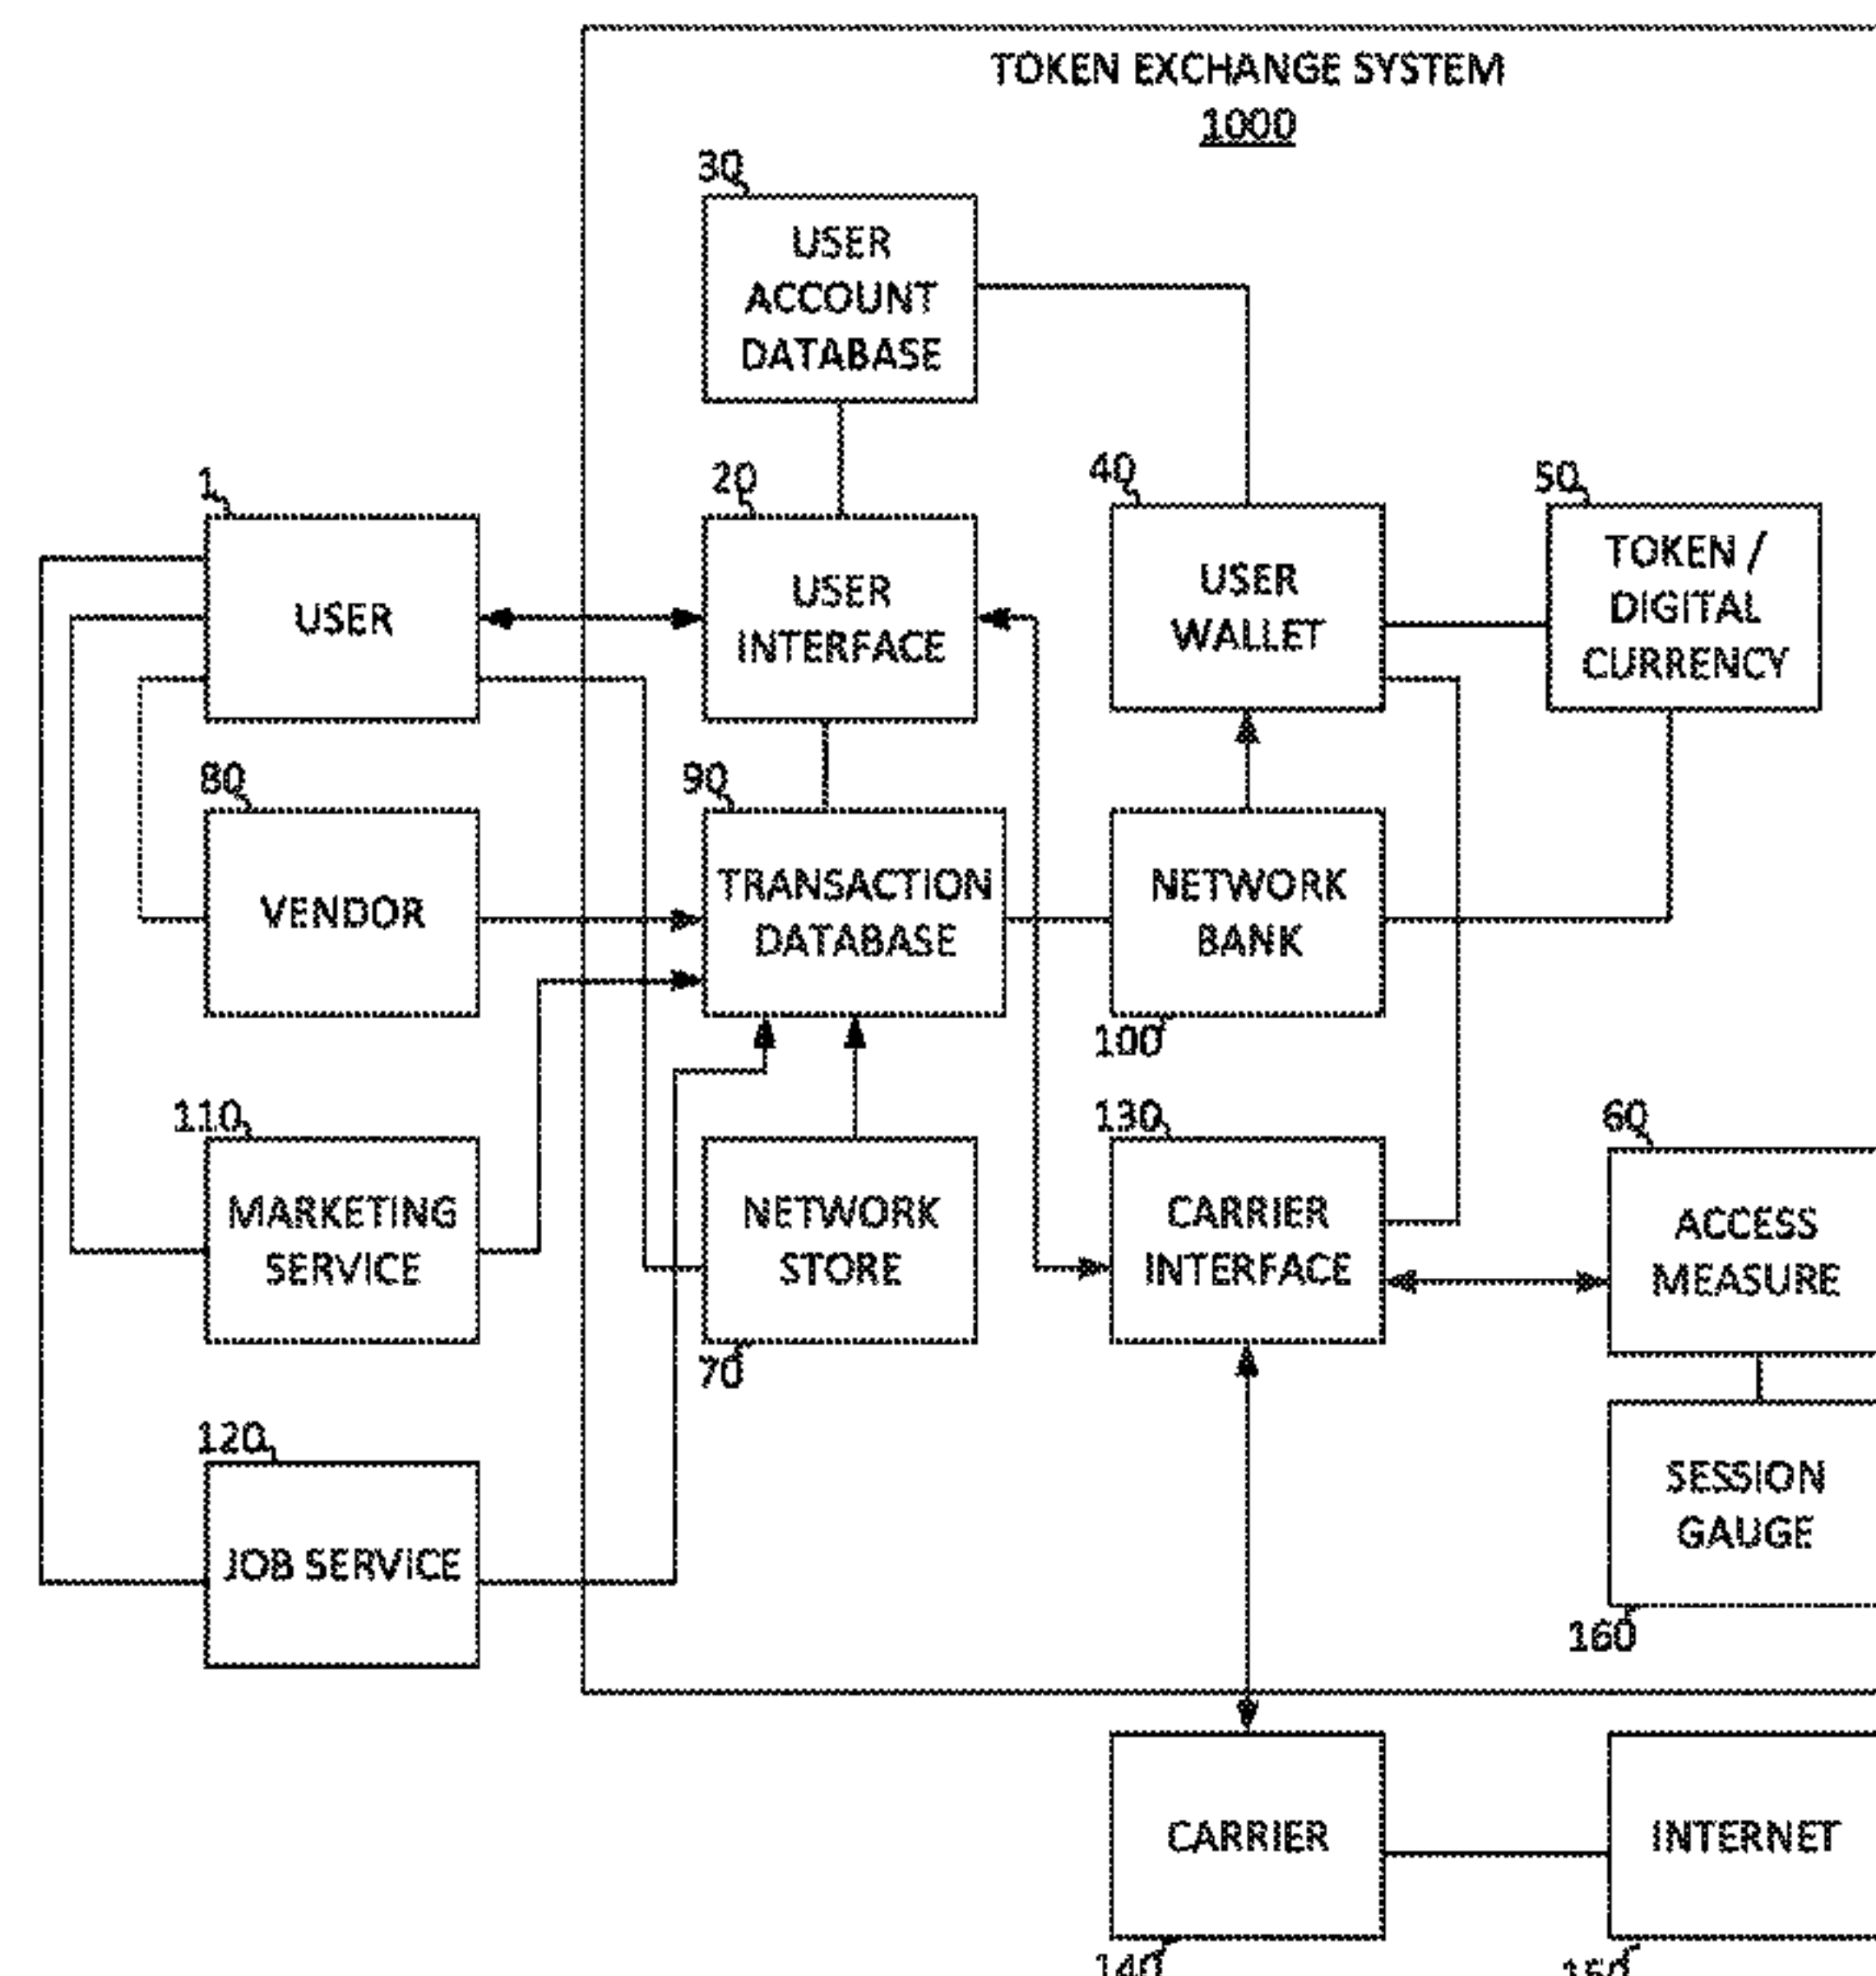 TOKEN EXCHANGE SYSTEM
1000
30
USER
ACCOUNT
DATABASE
1
USER
20
USER
INTERFACE
40
USER
WALLET
50
TOKEN /
DIGITAL
CURRENCY
80
VENDOR
90
TRANSACTION
DATABASE
NETWORK
BANK
100
110
MARKETING
SERVICE
NETWORK
STORE
70
130
CARRIER
INTERFACE
60
ACCESS
MEASURE
120
JOB SERVICE
SESSION
GAUGE
160
CARRIER
140
INTERNET
150